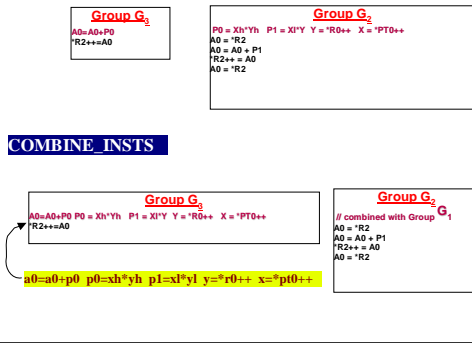 Group G3
A0=A0+P0
*R2++=A0
Group G2
P0 = Xh*Yh P1 = Xl*Y Y = *R0++ X = *PT0++
A0 = *R2
A0 = A0 + P1
*R2++ = A0
A0 = *R2
COMBINE_INSTS
Group G3
A0=A0+P0 P0 = Xh*Yh P1 = Xl*Y Y = *R0++ X = *PT0++
*R2++=A0
Group G2
// combined with Group G1
A0 = *R2
A0 = A0 + P1
*R2++ = A0
A0 = *R2
a0=a0+p0 p0=xh*yh p1=xl*yl y=*r0++ x=*pt0++